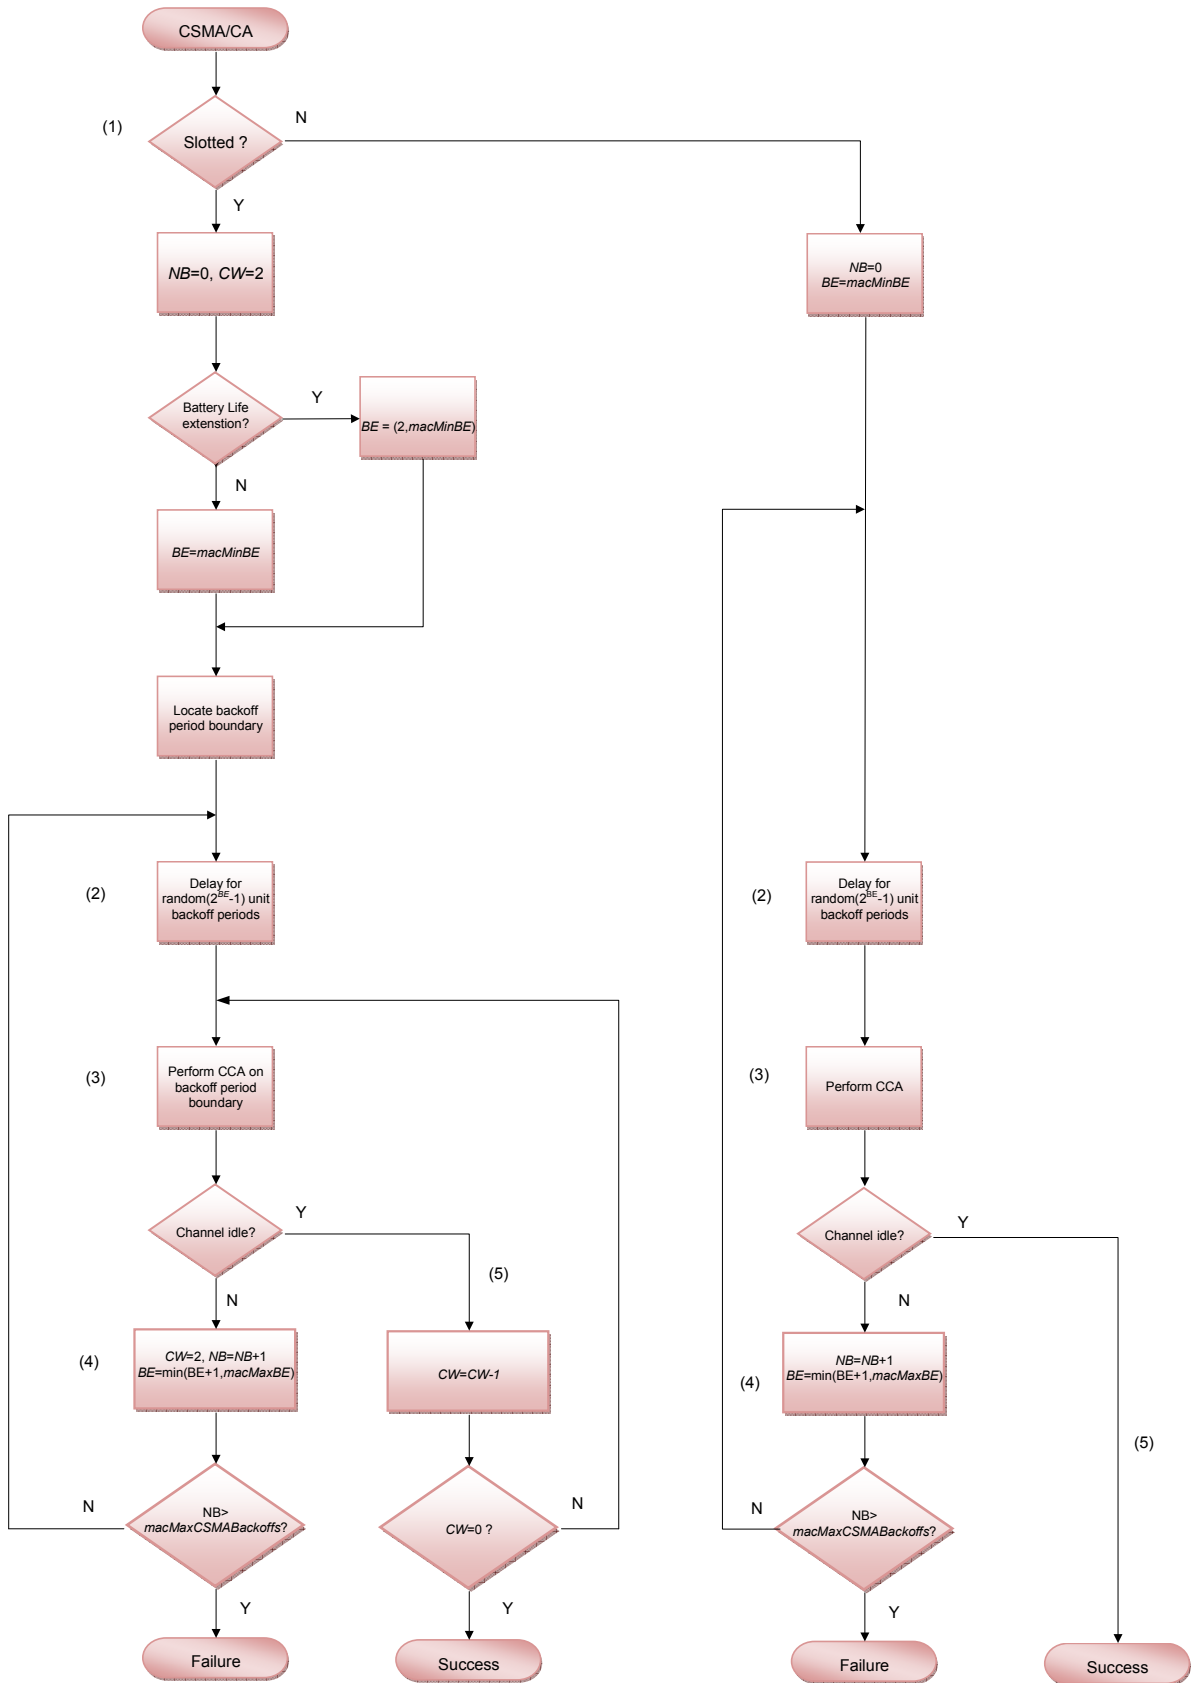 CSMA/CA
(1)
Slotted ?
N
Y
NB=0, CW=2
NB=0
BE=macMinBE
Battery Life
extenstion?
Y
BE = (2,macMinBE)
N
BE=macMinBE
Locate backoff
period boundary
(2)
Delay for
random(2^BE-1) unit
backoff periods
(2)
Delay for
random(2^BE-1) unit
backoff periods
(3)
Perform CCA on
backoff period
boundary
(3)
Perform CCA
Channel idle?
Y
(5)
N
Channel idle?
Y
N
(4)
CW=2, NB=NB+1
BE=min(BE+1,macMaxBE)
CW=CW-1
(4)
NB=NB+1
BE=min(BE+1,macMaxBE)
(5)
N
NB>
macMaxCSMABackoffs?
Y
CW=0 ?
N
Y
N
NB>
macMaxCSMABackoffs?
Y
Failure
Success
Failure
Success